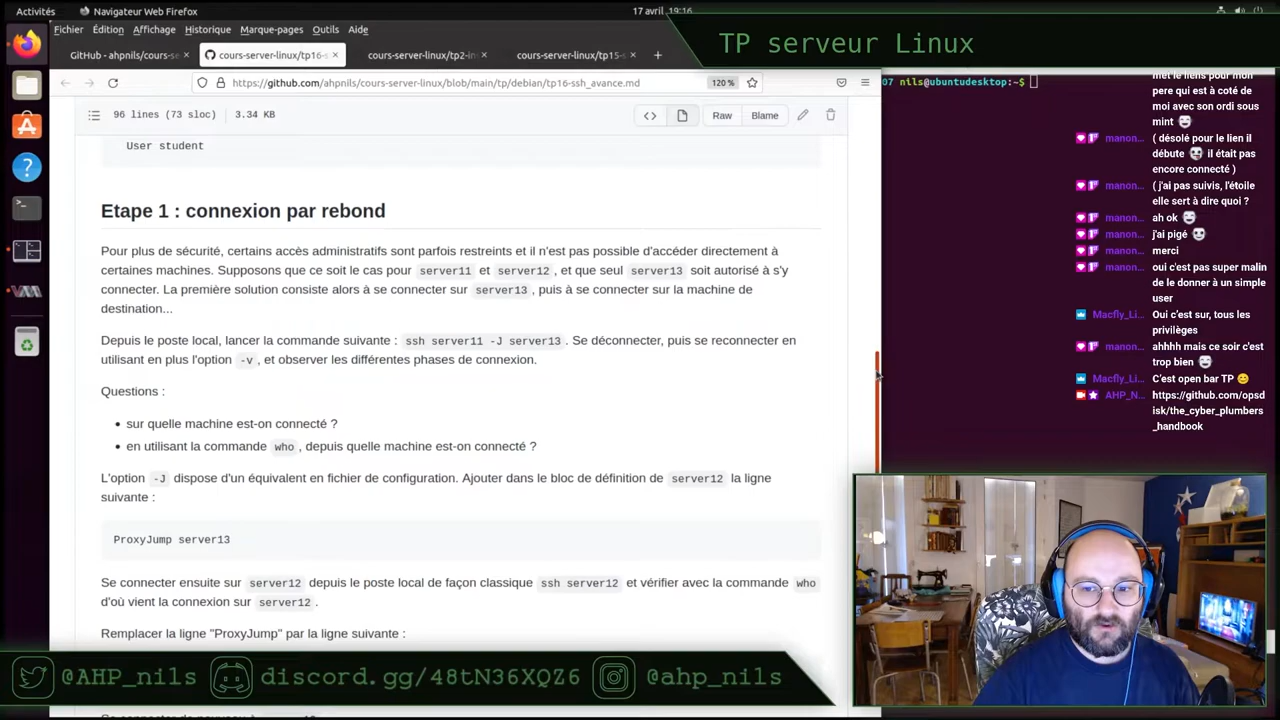 Activités
Navigateur Web Firefox
17 avril, 19:16
Fichier Édition Affichage Historique Marque-pages Outils Aide
GitHub - ahpnils/cours-se
cours-server-linux/tp16-
cours-server-linux/tp2-in
cours-server-linux/tp15-s
https://github.com/ahpnils/cours-server-linux/blob/main/tp/debian/tp16-ssh_avance.md
120 %
96 lines (73 sloc) 3.34 KB
Raw Blame
User student
Etape 1 : connexion par rebond
Pour plus de sécurité, certains accès administratifs sont parfois restreints et il n'est pas possible d'accéder directement à
certaines machines. Supposons que ce soit le cas pour server11 et server12 , et que seul server13 soit autorisé à s'y
connecter. La première solution consiste alors à se connecter sur server13 , puis à se connecter sur la machine de
destination...
Depuis le poste local, lancer la commande suivante : ssh server11 -J server13 . Se déconnecter, puis se reconnecter en
utilisant en plus l'option -v , et observer les différentes phases de connexion.
Questions :
• sur quelle machine est-on connecté ?
• en utilisant la commande who , depuis quelle machine est-on connecté ?
L'option -J dispose d'un équivalent en fichier de configuration. Ajouter dans le bloc de définition de server12 la ligne
suivante :
ProxyJump server13
Se connecter ensuite sur server12 depuis le poste local de façon classique ssh server12 et vérifier avec la commande who
d'où vient la connexion sur server12 .
Remplacer la ligne "ProxyJump" par la ligne suivante :
TP serveur Linux
07 nils@ubuntudesktop:~$
met le liens pour mon
pere qui est à coté de
moi avec son ordi sous
mint
manon... ( désolé pour le lien il
débute il était pas
encore connecté )
manon... ( j'ai pas suivis, l'étoile
elle sert à dire quoi ?
manon... ah ok
manon... j'ai pigé
manon... merci
manon... oui c'est pas super malin
de le donner à un simple
user
Macfly_Li... Oui c'est sur, tous les
privilèges
manon... ahhhh mais ce soir c'est
trop bien
Macfly_Li... C'est open bar TP
AHP_N... https://github.com/opsd
isk/the_cyber_plumbers
_handbook
@AHP_nils
discord.gg/48tN36XQZ6
@ahp_nils